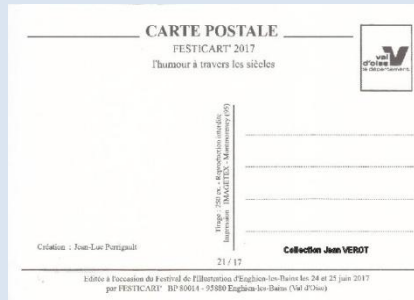 CARTE POSTALE
FESTICART' 2017
l'humour à travers les siècles
val
d'oise
le département
Tirage : 250 ex. - Reproduction interdite
Impression IMAGETEX - Montmorency (95)
Création : Jean-Luc Perrigault
Collection Jean VEROT
21 / 17
Editée à l'occasion du Festival de l'Illustration d'Enghien-les-Bains les 24 et 25 juin 2017
par FESTICART' BP 80014 - 95880 Enghien-les-Bains (Val d'Oise)